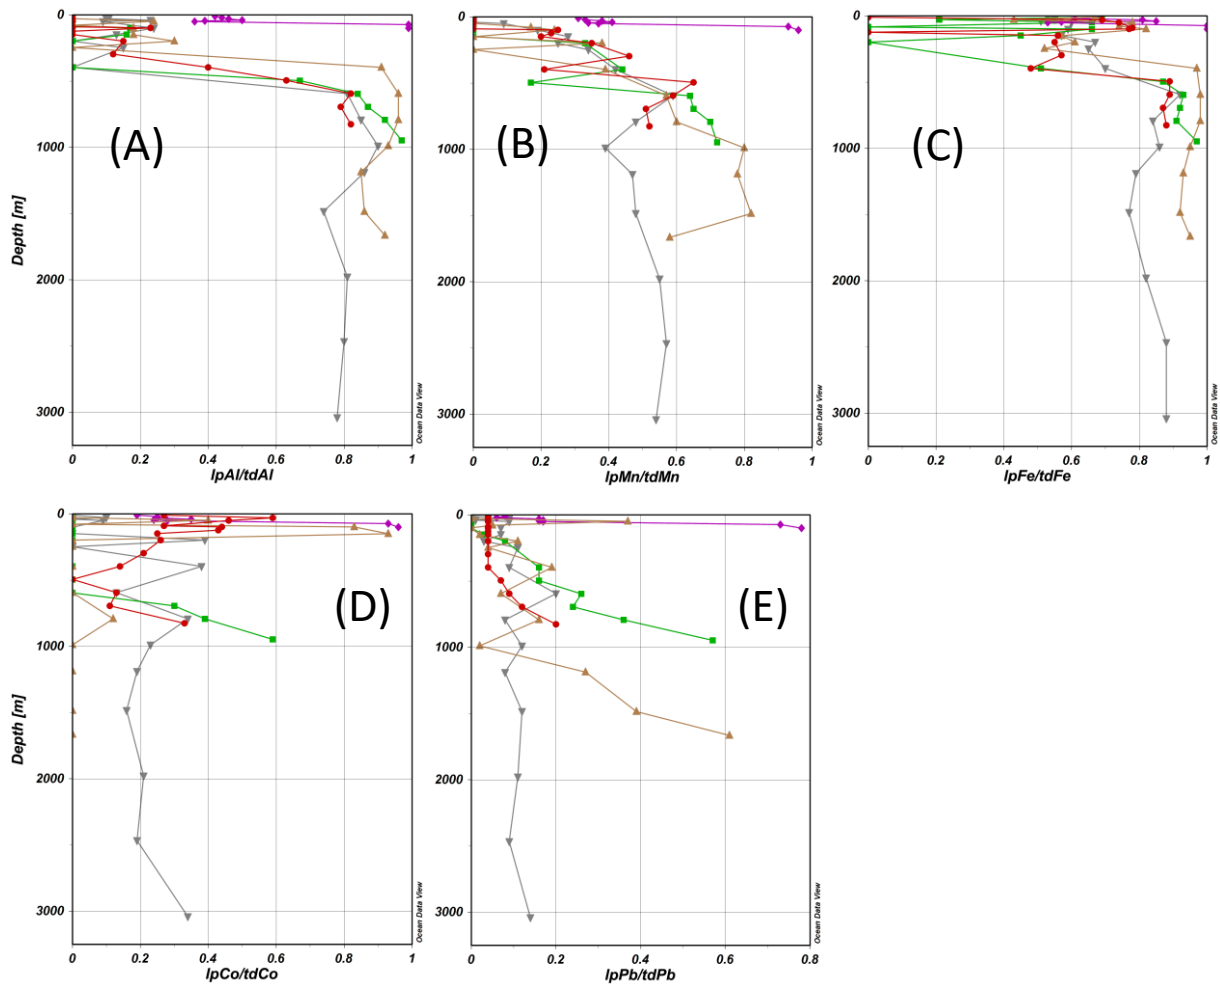 0
1000
2000
3000
Depth [m]
(A)
Ocean Data View
0 0.2 0.4 0.6 0.8 1
lpAl/tdAl
0
1000
2000
3000
(B)
Ocean Data View
0 0.2 0.4 0.6 0.8 1
lpMn/tdMn
0
1000
2000
3000
(C)
Ocean Data View
0 0.2 0.4 0.6 0.8 1
lpFe/tdFe
0
1000
2000
3000
Depth [m]
(D)
Ocean Data View
0 0.2 0.4 0.6 0.8 1
lpCo/tdCo
0
1000
2000
3000
(E)
Ocean Data View
0 0.2 0.4 0.6 0.8
lpPb/tdPb